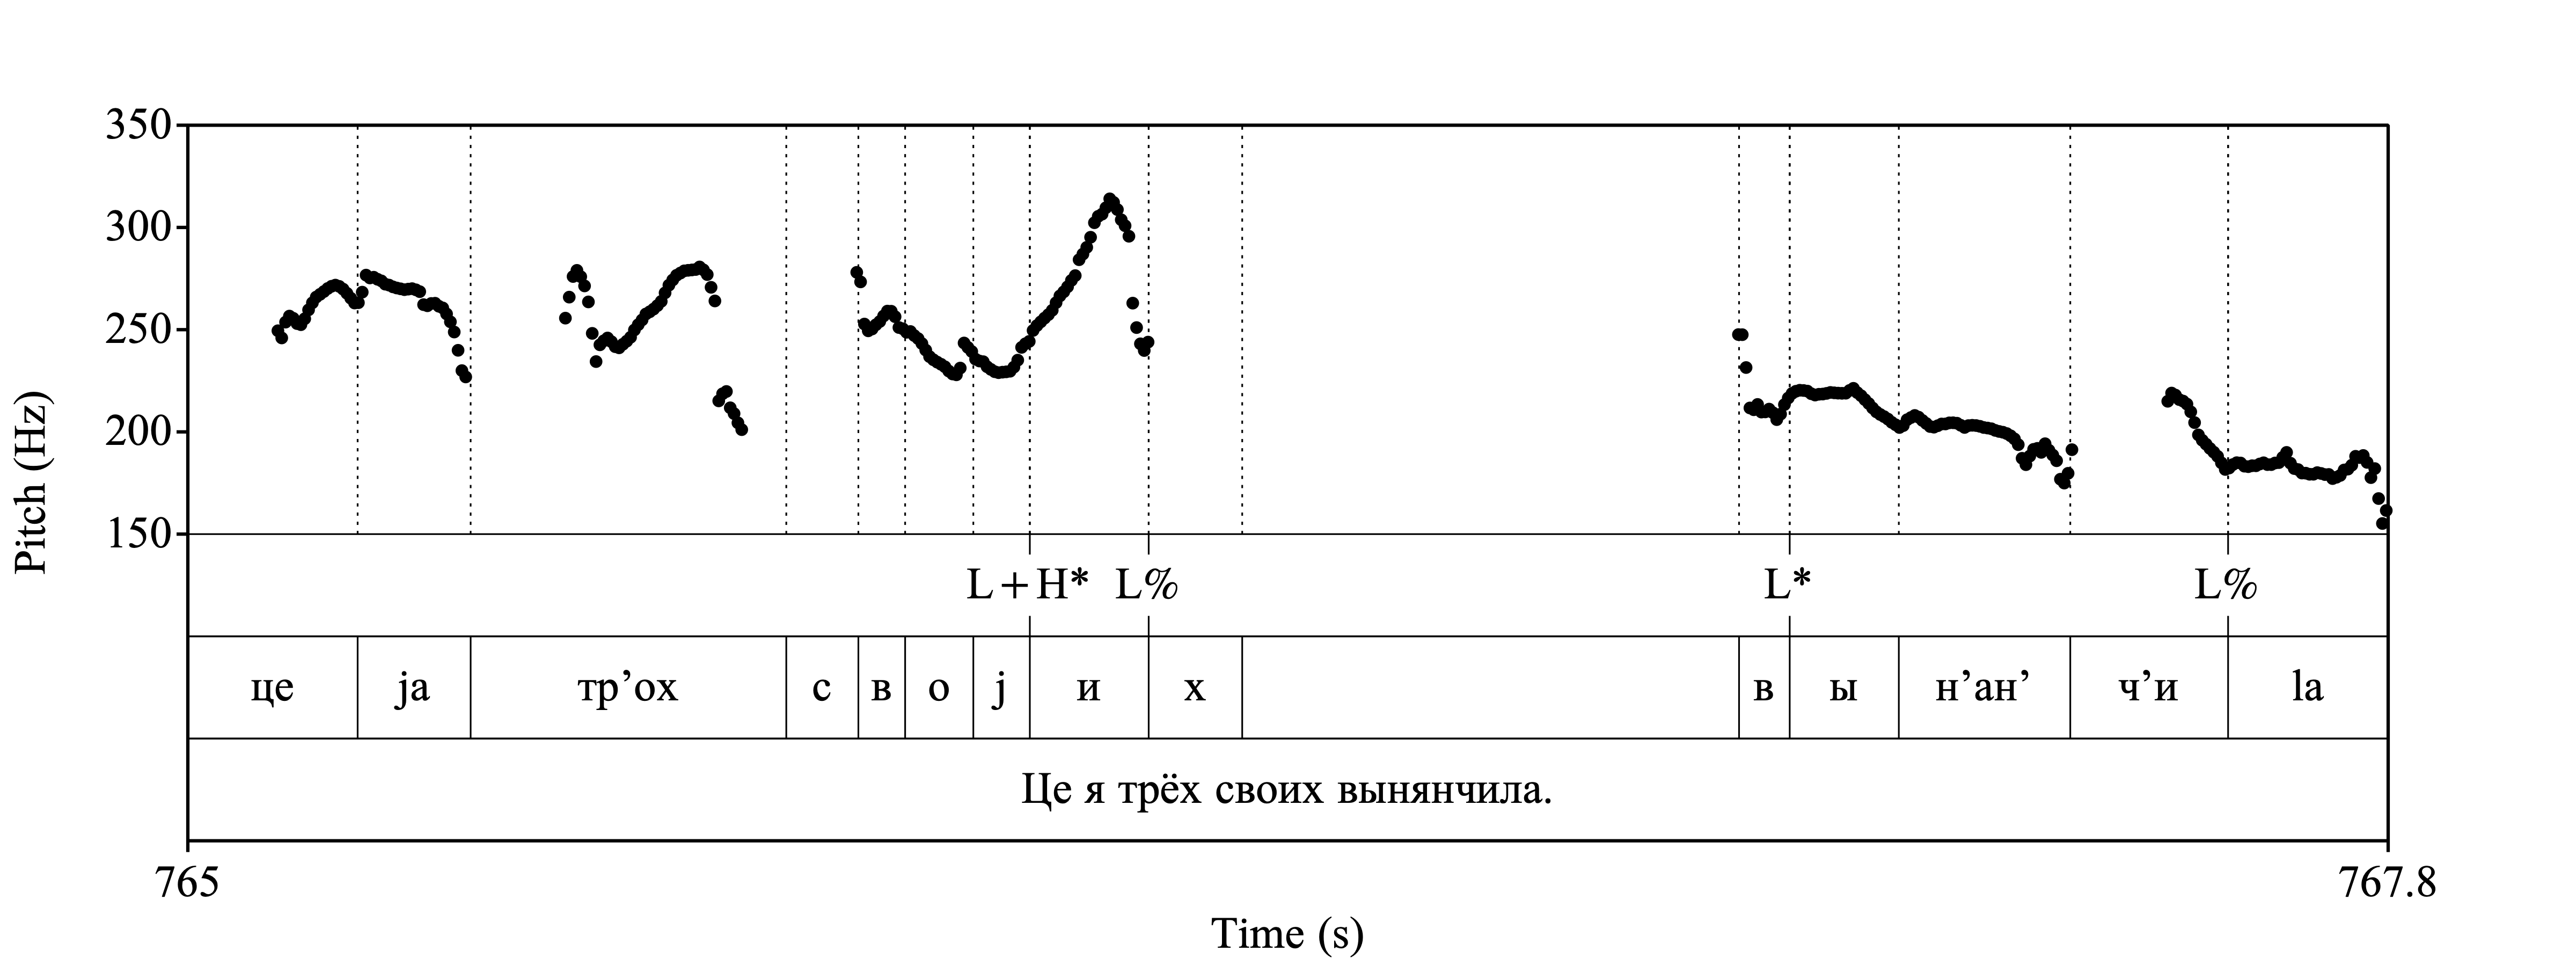 350
300
250
200
150
Pitch (Hz)
L+H* L% L* L%
це ja тр’ох с в о j и х в ы н’ан’ ч’и la
Це я трёх своих вынянчила.
765 767.8
Time (s)